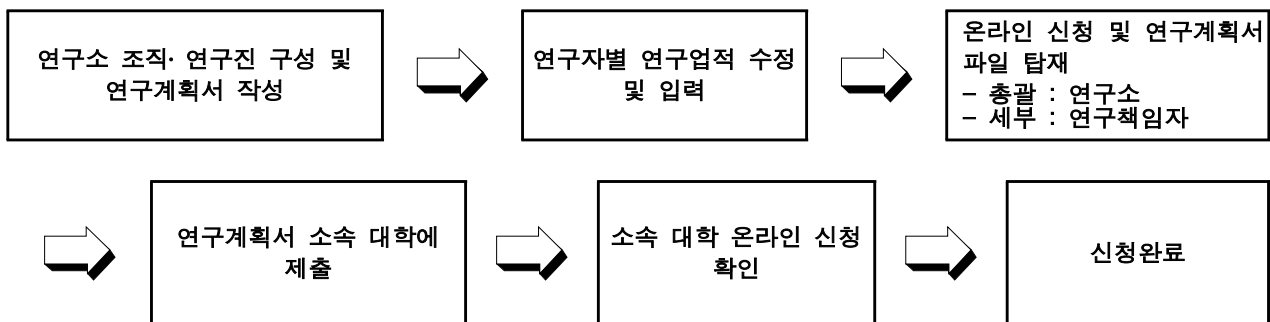 연구소 조직· 연구진 구성 및
연구계획서 작성
연구자별 연구업적 수정
및 입력
온라인 신청 및 연구계획서
파일 탑재
- 총괄 : 연구소
- 세부 : 연구책임자
연구계획서 소속 대학에
제출
소속 대학 온라인 신청
확인
신청완료